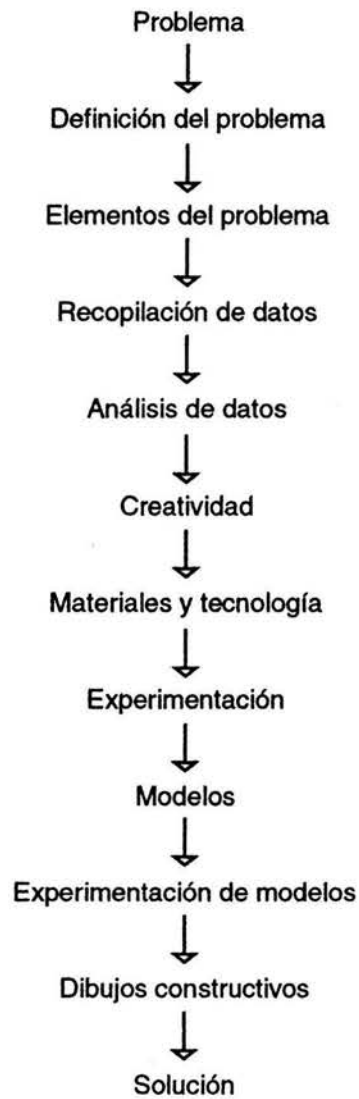 Problema
Definición del problema
Elementos del problema
Recopilación de datos
Análisis de datos
Creatividad
Materiales y tecnología
Experimentación
Modelos
Experimentación de modelos
Dibujos constructivos
Solución